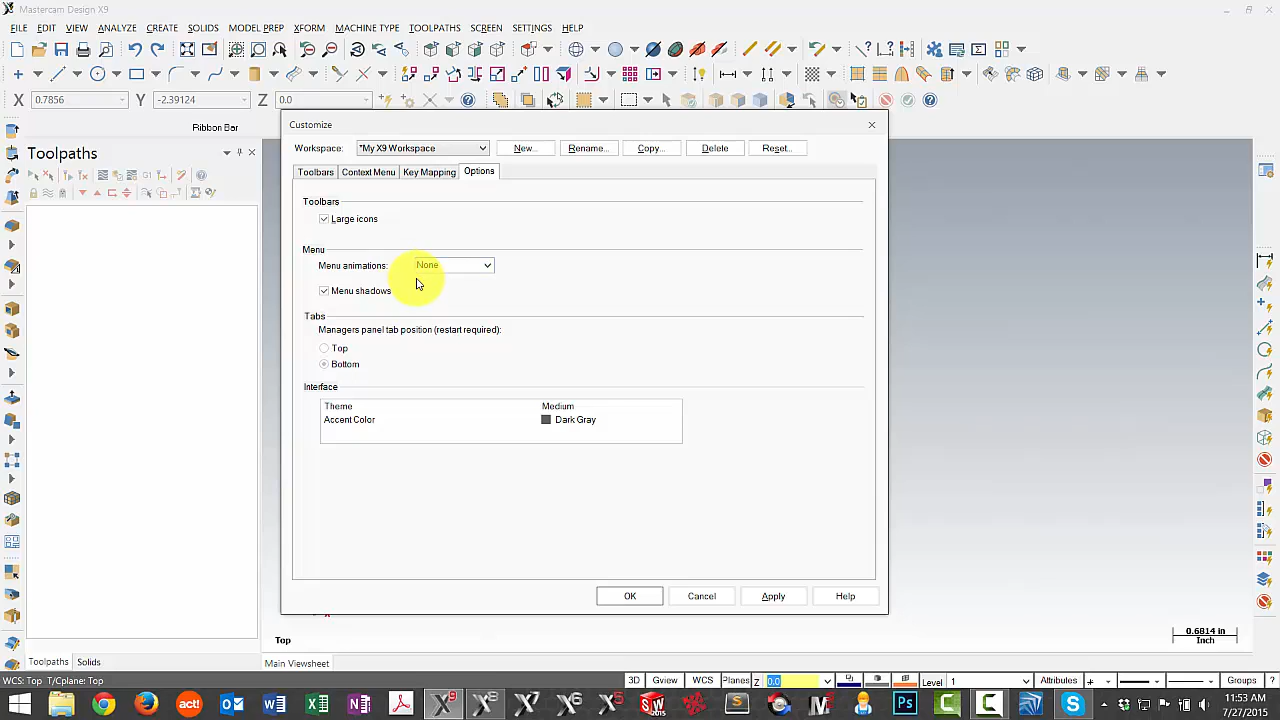 Mastercam Design X9
FILE EDIT VIEW ANALYZE CREATE SOLIDS MODEL PREP XFORM MACHINE TYPE TOOLPATHS SCREEN SETTINGS HELP
X 0.7856 Y -2.39124 Z 0.0
Ribbon Bar
Toolpaths
Customize
Workspace: *My X9 Workspace New... Rename... Copy... Delete Reset...
Toolbars Context Menu Key Mapping Options
Toolbars
Large icons
Menu
Menu animations: None
Menu shadows
Tabs
Managers panel tab position (restart required):
Top
Bottom
Interface
Theme Medium
Accent Color Dark Gray
OK Cancel Apply Help
Top
0.6814 in
Inch
Toolpaths Solids
Main Viewsheet
WCS: Top T/Cplane: Top
3D Gview WCS Planes Z 0.0 Level 1 Attributes Groups ?
11:53 AM
7/27/2015